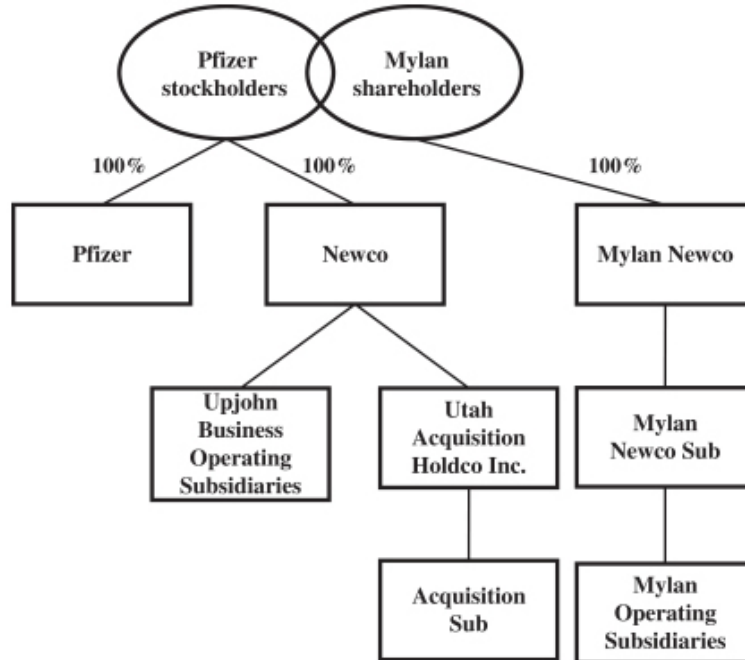 Pfizer
stockholders
Mylan
shareholders
100%
100%
100%
Pfizer
Newco
Mylan Newco
Upjohn
Business
Operating
Subsidiaries
Utah
Acquisition
Holdco Inc.
Mylan
Newco Sub
Acquisition
Sub
Mylan
Operating
Subsidiaries